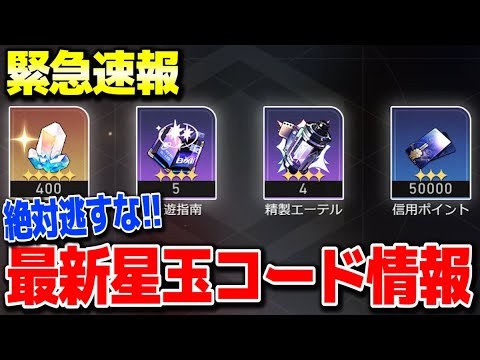 緊急速報
400
5
4
50000
遊指南
精製エーテル
信用ポイント
絶対逃すな!!
最新星玉コード情報